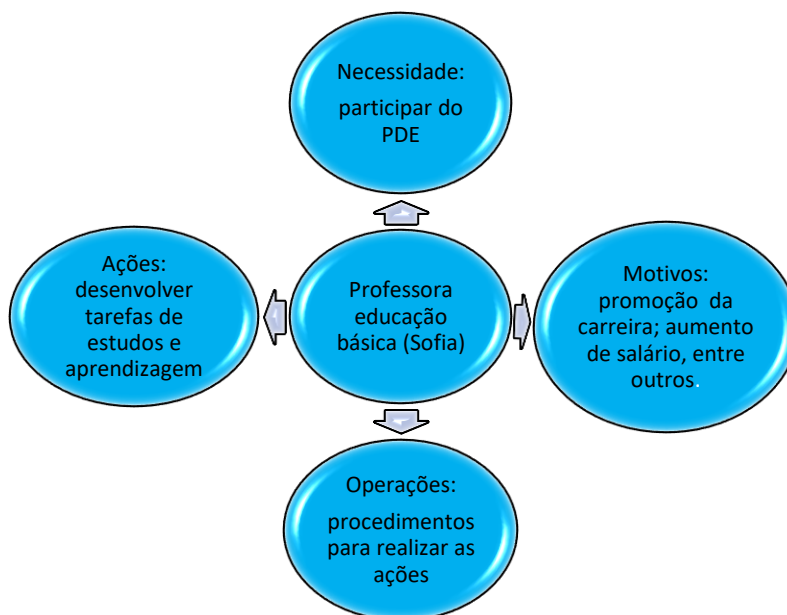 Necessidade:
participar do
PDE
Ações:
desenvolver
tarefas de
estudos e
aprendizagem
Professora
educação
básica (Sofia)
Motivos:
promoção da
carreira; aumento
de salário, entre
outros.
Operações:
procedimentos
para realizar as
ações